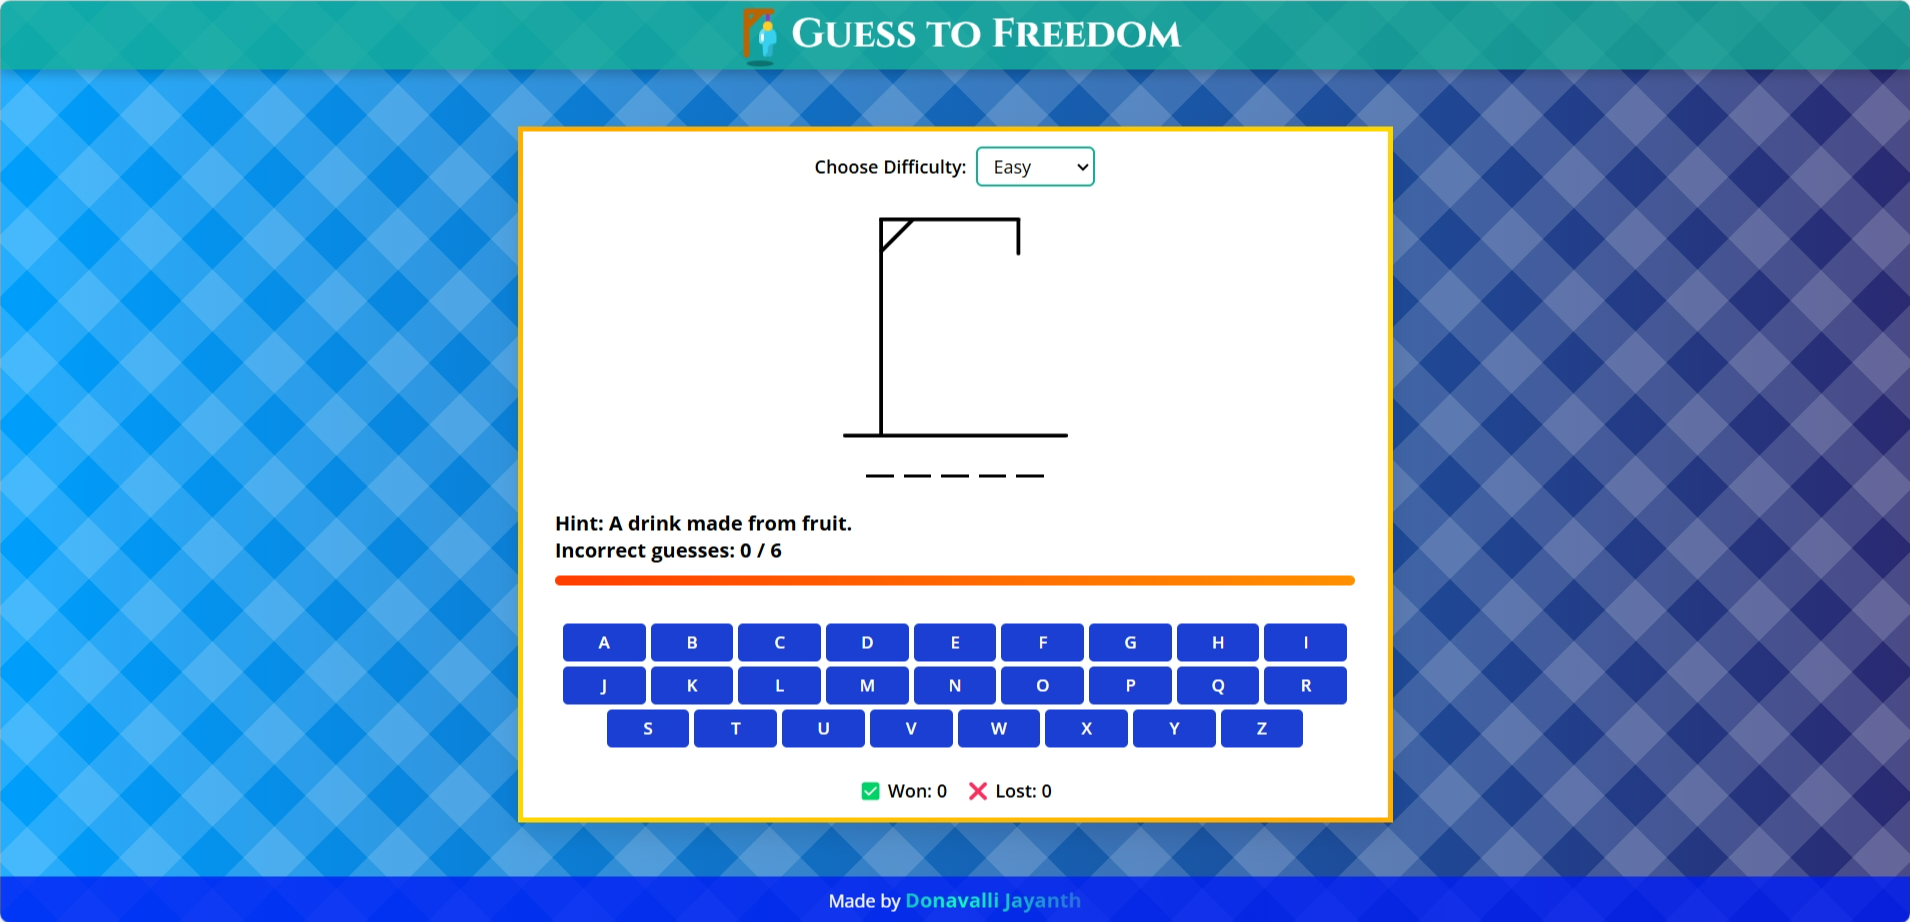 Guess to Freedom
Choose Difficulty: Easy
Hint: A drink made from fruit.
Incorrect guesses: 0 / 6
A B C D E F G H I
J K L M N O P Q R
S T U V W X Y Z
Won: 0 Lost: 0
Made by Donavalli Jayanth